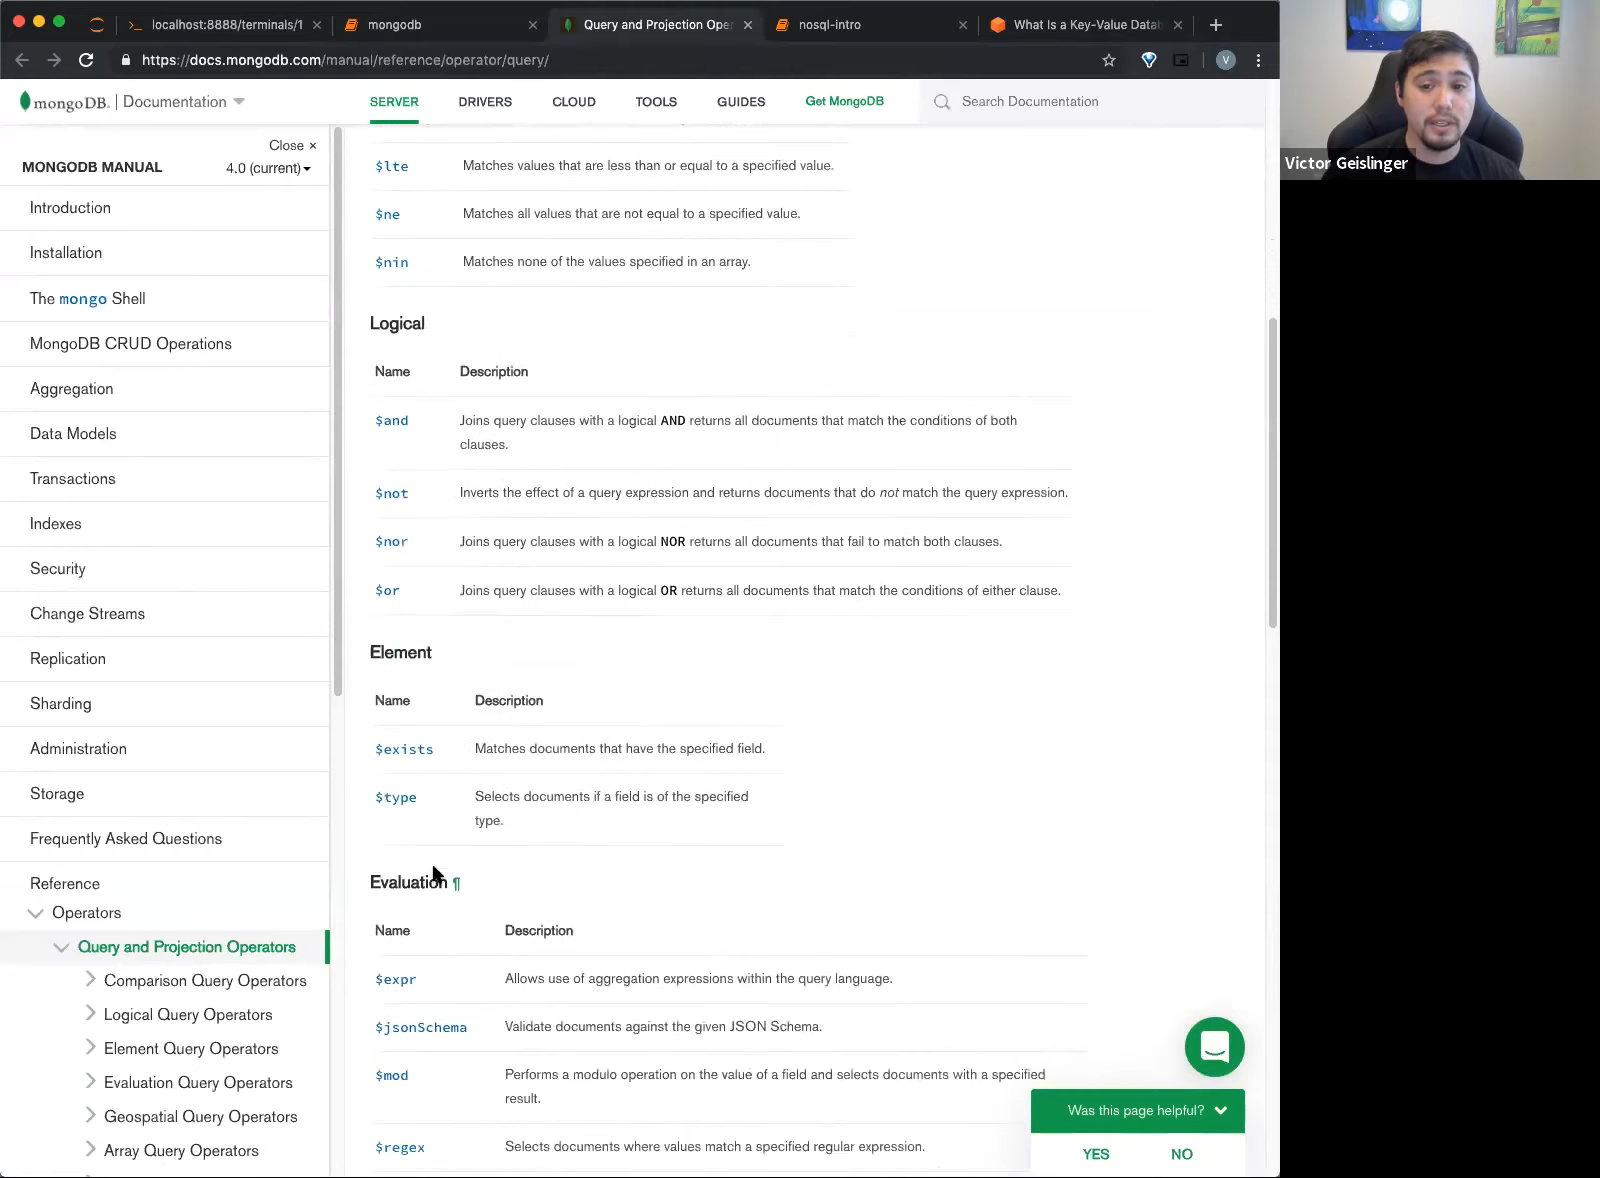 localhost:8888/terminals/1
mongodb
Query and Projection Oper
nosql-intro
What Is a Key-Value Datab
https://docs.mongodb.com/manual/reference/operator/query/
V
mongoDB. Documentation
SERVER
DRIVERS
CLOUD
TOOLS
GUIDES
Get MongoDB
Search Documentation
Victor Geislinger
Close ×
MONGODB MANUAL
4.0 (current)
Introduction
Installation
The mongo Shell
MongoDB CRUD Operations
Aggregation
Data Models
Transactions
Indexes
Security
Change Streams
Replication
Sharding
Administration
Storage
Frequently Asked Questions
Reference
Operators
Query and Projection Operators
Comparison Query Operators
Logical Query Operators
Element Query Operators
Evaluation Query Operators
Geospatial Query Operators
Array Query Operators
$lte Matches values that are less than or equal to a specified value.
$ne Matches all values that are not equal to a specified value.
$nin Matches none of the values specified in an array.
Logical
Name Description
$and Joins query clauses with a logical AND returns all documents that match the conditions of both
clauses.
$not Inverts the effect of a query expression and returns documents that do not match the query expression.
$nor Joins query clauses with a logical NOR returns all documents that fail to match both clauses.
$or Joins query clauses with a logical OR returns all documents that match the conditions of either clause.
Element
Name Description
$exists Matches documents that have the specified field.
$type Selects documents if a field is of the specified
type.
Evaluation ¶
Name Description
$expr Allows use of aggregation expressions within the query language.
$jsonSchema Validate documents against the given JSON Schema.
$mod Performs a modulo operation on the value of a field and selects documents with a specified
result.
$regex Selects documents where values match a specified regular expression.
Was this page helpful?
YES
NO